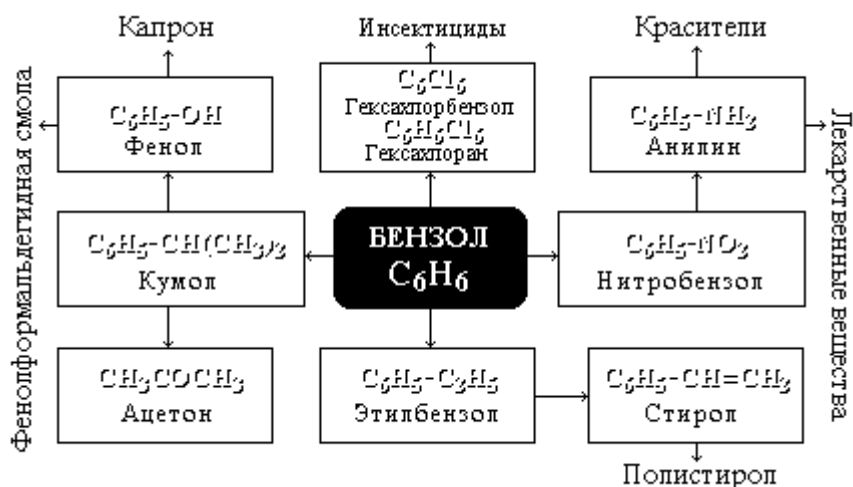 Капрон
Инсектициды
Красители
Фенолформальдегидная смола
C₆H₅-OH
Фенол
C₆Cl₆
Гексахлорбензол
C₆H₆Cl₆
Гексахлоран
C₆H₅-NH₂
Анилин
Лекарственные вещества
C₆H₅-CH(CH₃)₂
Кумол
БЕНЗОЛ
C₆H₆
C₆H₅-NO₂
Нитробензол
CH₃COCH₃
Ацетон
C₆H₅-C₂H₅
Этилбензол
C₆H₅-CH=CH₂
Стирол
Полистирол